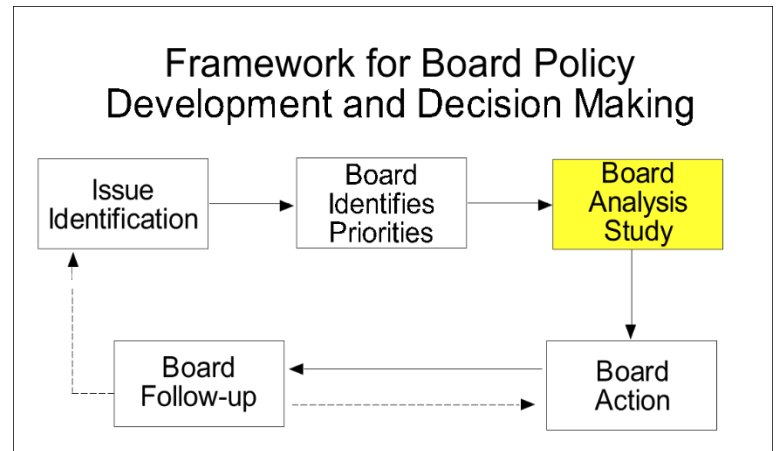 Framework for Board Policy
Development and Decision Making
Issue
Identification
Board
Identifies
Priorities
Board
Analysis
Study
Board
Follow-up
Board
Action